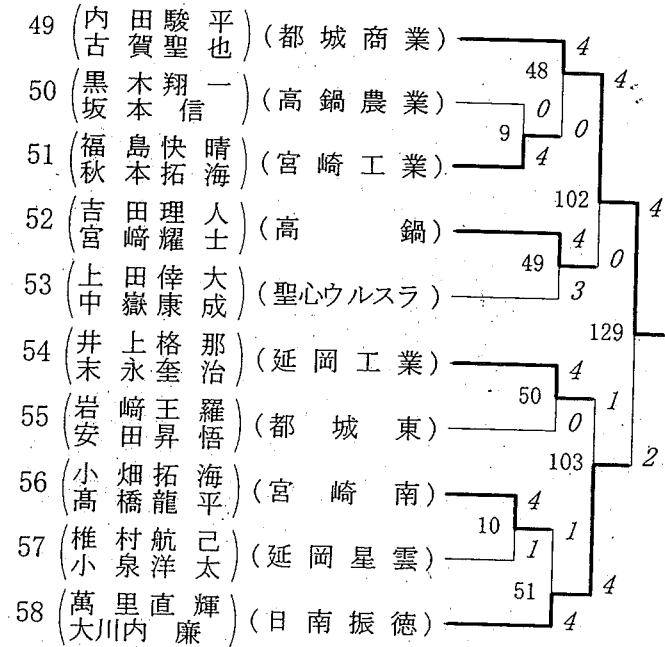 49 (内田駿平 古賀聖也) (都城商業)
50 (黒木翔一 坂本信) (高鍋農業)
51 (福島快晴 秋本拓海) (宮崎工業)
52 (吉田理人 宮﨑耀士) (高鍋)
53 (上田倖大 中嶽康成) (聖心ウルスラ)
54 (井上格那 末永奎治) (延岡工業)
55 (岩﨑王羅 安田昇悟) (都城東)
56 (小畑拓海 髙橋龍平) (宮崎南)
57 (椎村航己 小泉洋太) (延岡星雲)
58 (萬里直輝 大川内廉) (日南振徳)
4
48 4
0 0
9
4
102 4
4
49 0
3
129
4
50 1
0
103 2
4
10 1
1
51 4
4